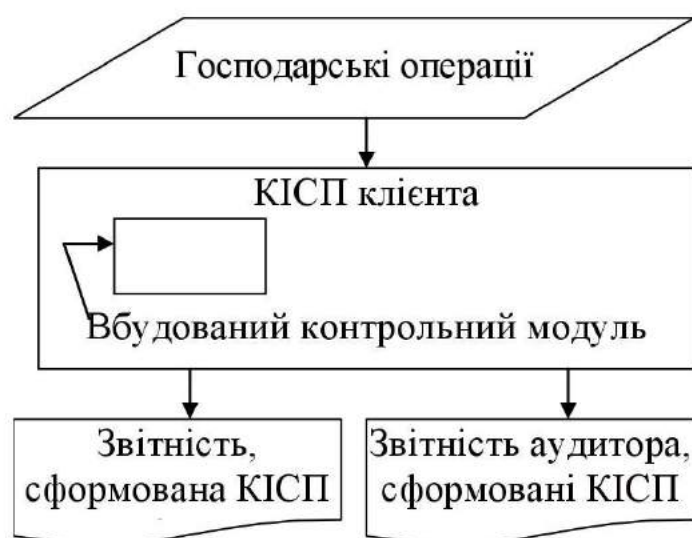 Господарські операції
КІСП клієнта
Вбудований контрольний модуль
Звітність,
сформована КІСП
Звітність аудитора,
сформовані КІСП